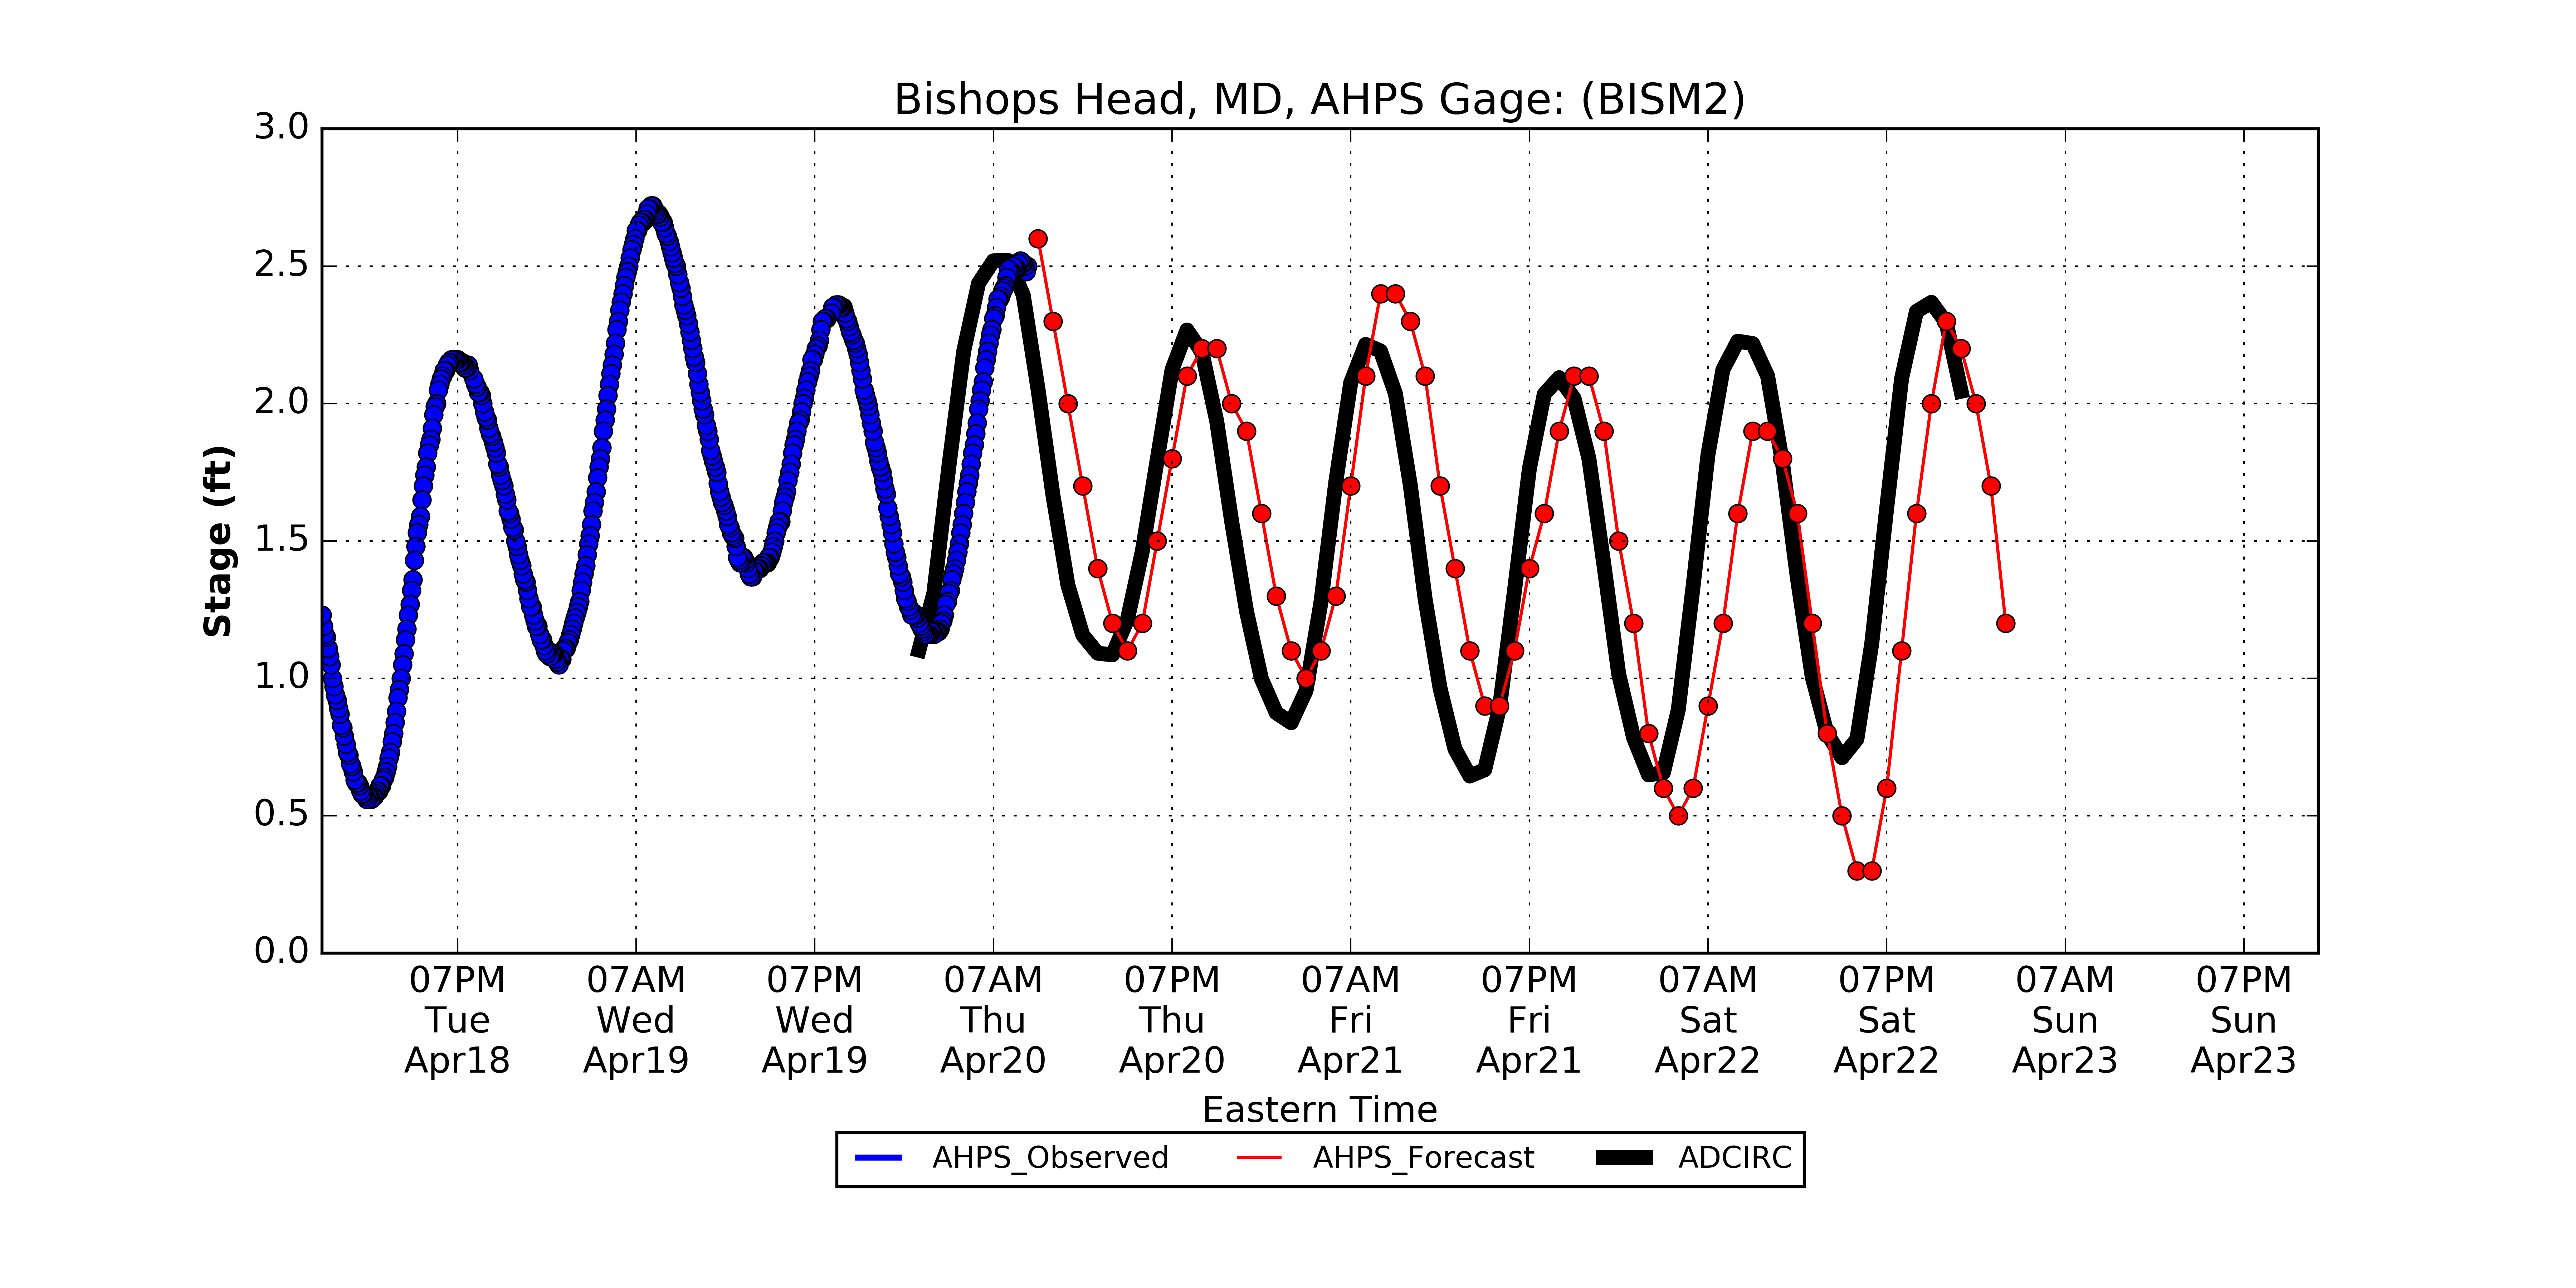 Bishops Head, MD, AHPS Gage: (BISM2)
3.0
2.5
2.0
1.5
1.0
0.5
0.0
Stage (ft)
07PM 07AM 07PM 07AM 07PM 07AM 07PM 07AM 07PM 07AM 07PM
Tue Wed Wed Thu Thu Fri Fri Sat Sat Sun Sun
Apr18 Apr19 Apr19 Apr20 Apr20 Apr21 Apr21 Apr22 Apr22 Apr23 Apr23
Eastern Time
AHPS_Observed AHPS_Forecast ADCIRC